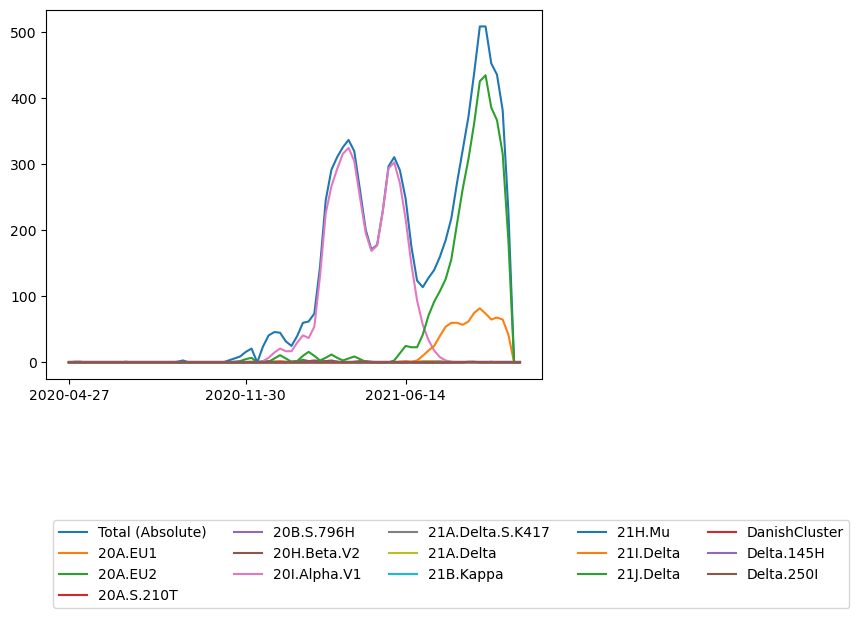 500
400
300
200
100
0
2020-04-27 2020-11-30 2021-06-14
Total (Absolute) 20B.S.796H 21A.Delta.S.K417 21H.Mu DanishCluster
20A.EU1 20H.Beta.V2 21A.Delta 21I.Delta Delta.145H
20A.EU2 20I.Alpha.V1 21B.Kappa 21J.Delta Delta.250I
20A.S.210T